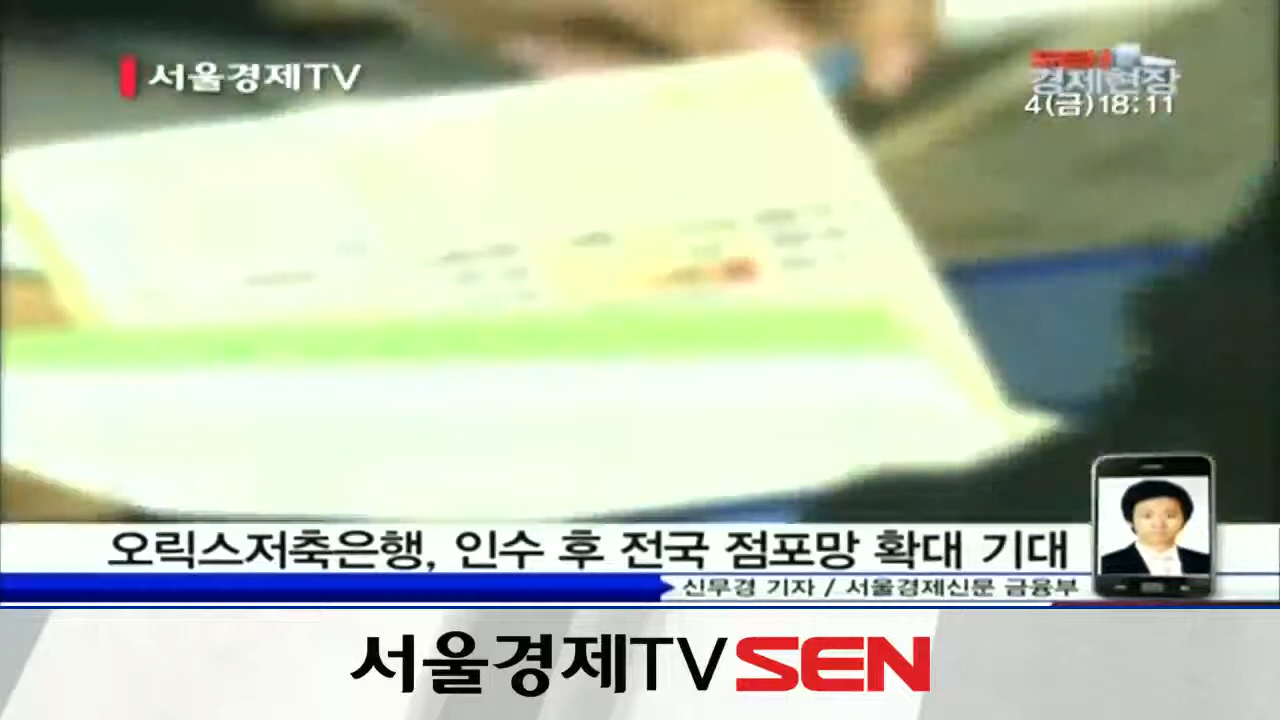 서울경제TV
경제현장
4(금)18:11
오릭스저축은행, 인수 후 전국 점포망 확대 기대
신무경 기자 / 서울경제신문 금융부
서울경제TV SEN